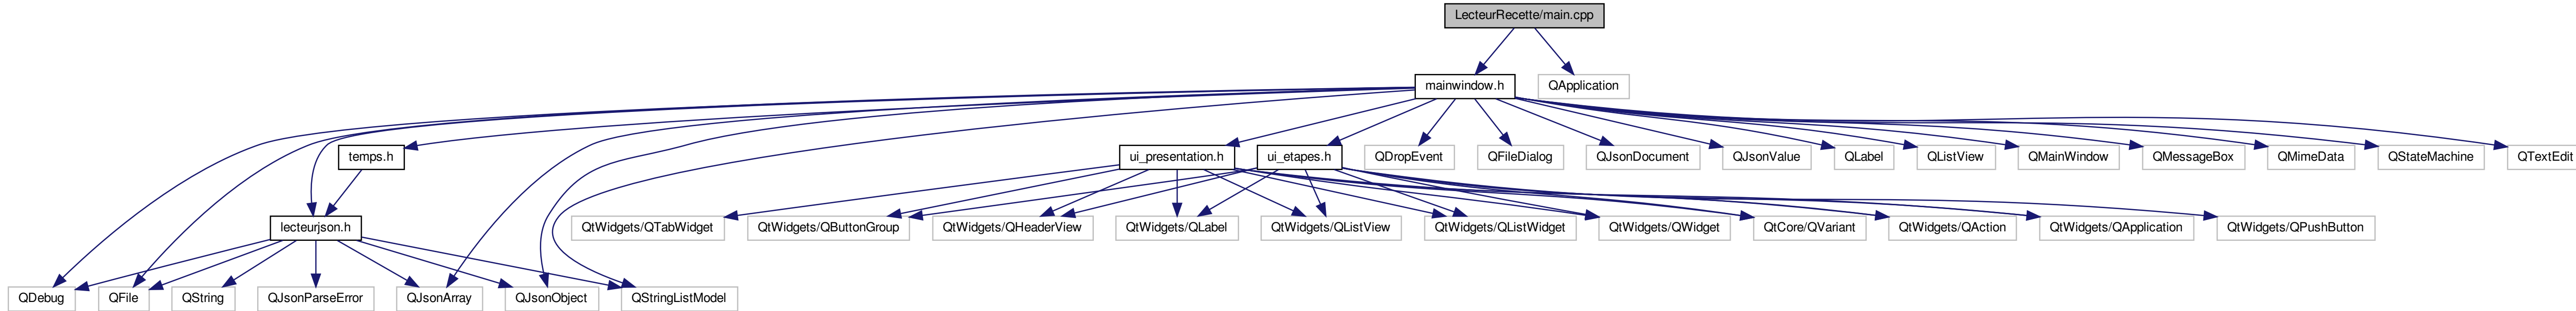 LecteurRecette/main.cpp
mainwindow.h
QApplication
temps.h
ui_presentation.h
ui_etapes.h
QDropEvent
QFileDialog
QJsonDocument
QJsonValue
QLabel
QListView
QMainWindow
QMessageBox
QMimeData
QStateMachine
QTextEdit
lecteurjson.h
QtWidgets/QTabWidget
QtWidgets/QButtonGroup
QtWidgets/QHeaderView
QtWidgets/QLabel
QtWidgets/QListView
QtWidgets/QListWidget
QtWidgets/QWidget
QtCore/QVariant
QtWidgets/QAction
QtWidgets/QApplication
QtWidgets/QPushButton
QDebug
QFile
QString
QJsonParseError
QJsonArray
QJsonObject
QStringListModel